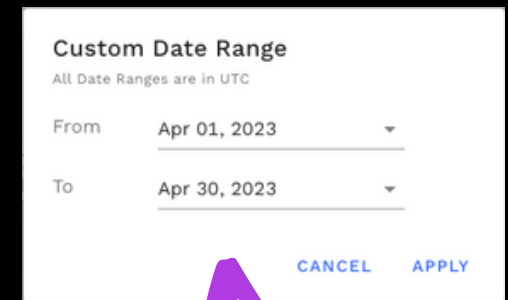 Custom Date Range
All Date Ranges are in UTC
From Apr 01, 2023
To Apr 30, 2023
CANCEL APPLY